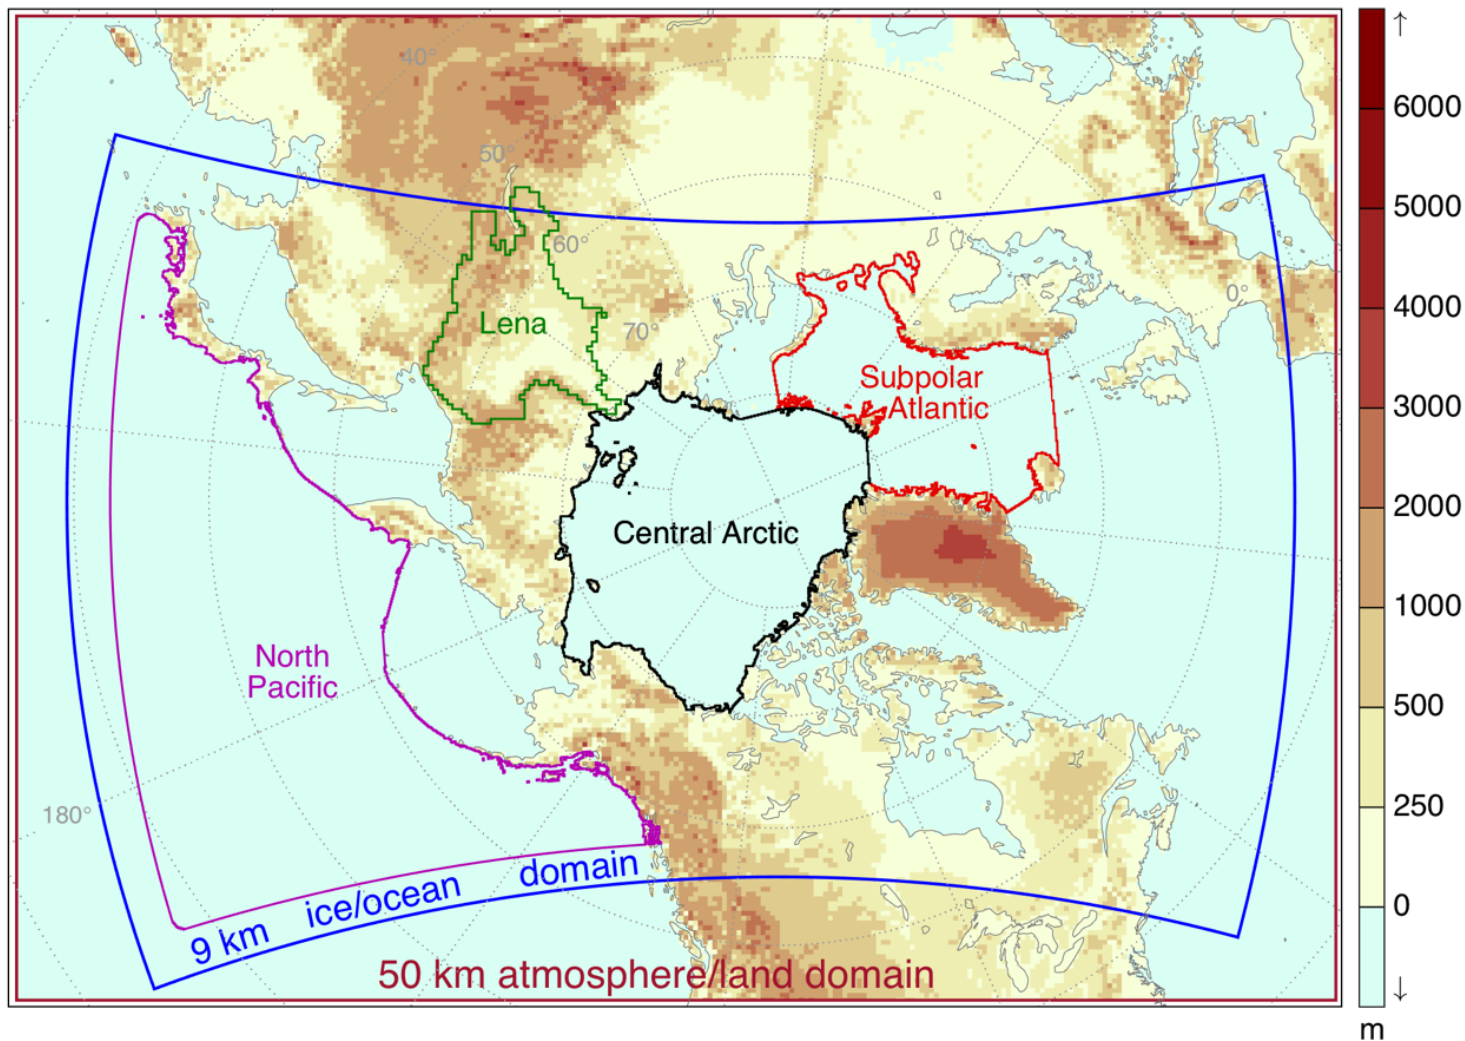 40°
50°
60°
70°
0°
180°
Lena
Subpolar
Atlantic
Central Arctic
North
Pacific
9 km ice/ocean domain
50 km atmosphere/land domain
↑
6000
5000
4000
3000
2000
1000
500
250
0
↓
m